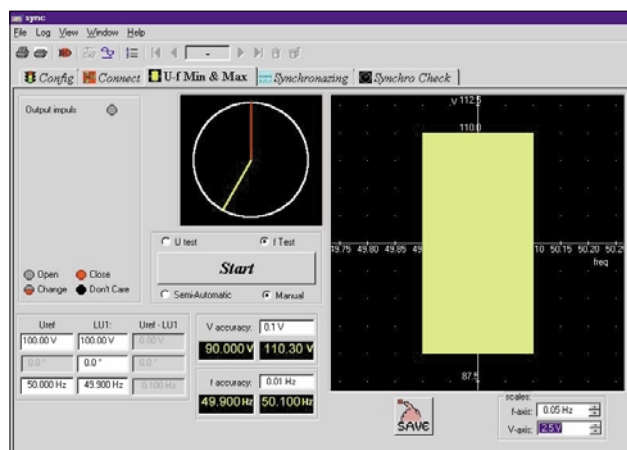 sync
File Log View Window Help
-
Config Connect U-f Min & Max Synchronazing Synchro Check
Output impuls
Open Close
Change Don't Care
U test f Test
Start
Semi-Automatic Manual
Uref LU1: Uref - LU1
100.00 V 100.00 V 0.00 V
0.0 ° 0.0 ° 0.0 °
50.000 Hz 49.900 Hz 0.100 Hz
V accuracy: 0.1 V
90.000 V 110.30 V
f accuracy: 0.01 Hz
49.900 Hz 50.100 Hz
V 112.5
110.0
49.75 49.80 49.85 49 10 50.15 50.20 50.25
freq
87.5
SAVE
scales:
f-axis: 0.05 Hz
V-axis: 2.5 V